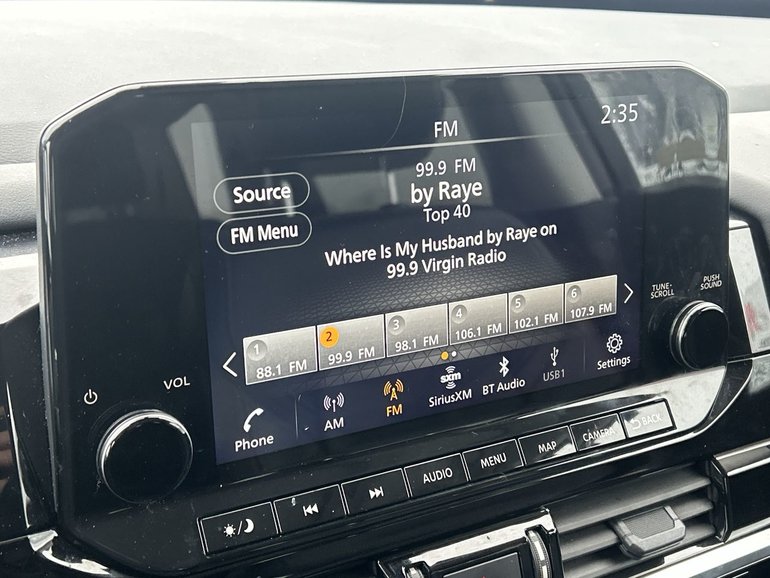 FM
2:35
99.9 FM
Source
by Raye
Top 40
FM Menu
Where Is My Husband by Raye on
99.9 Virgin Radio
1
88.1 FM
2
99.9 FM
3
98.1 FM
4
106.1 FM
5
102.1 FM
6
107.9 FM
TUNE-
SCROLL
PUSH
SOUND
VOL
Phone
AM
FM
sxm
SiriusXM
BT Audio
USB1
Settings
AUDIO
MENU
MAP
CAMERA
BACK